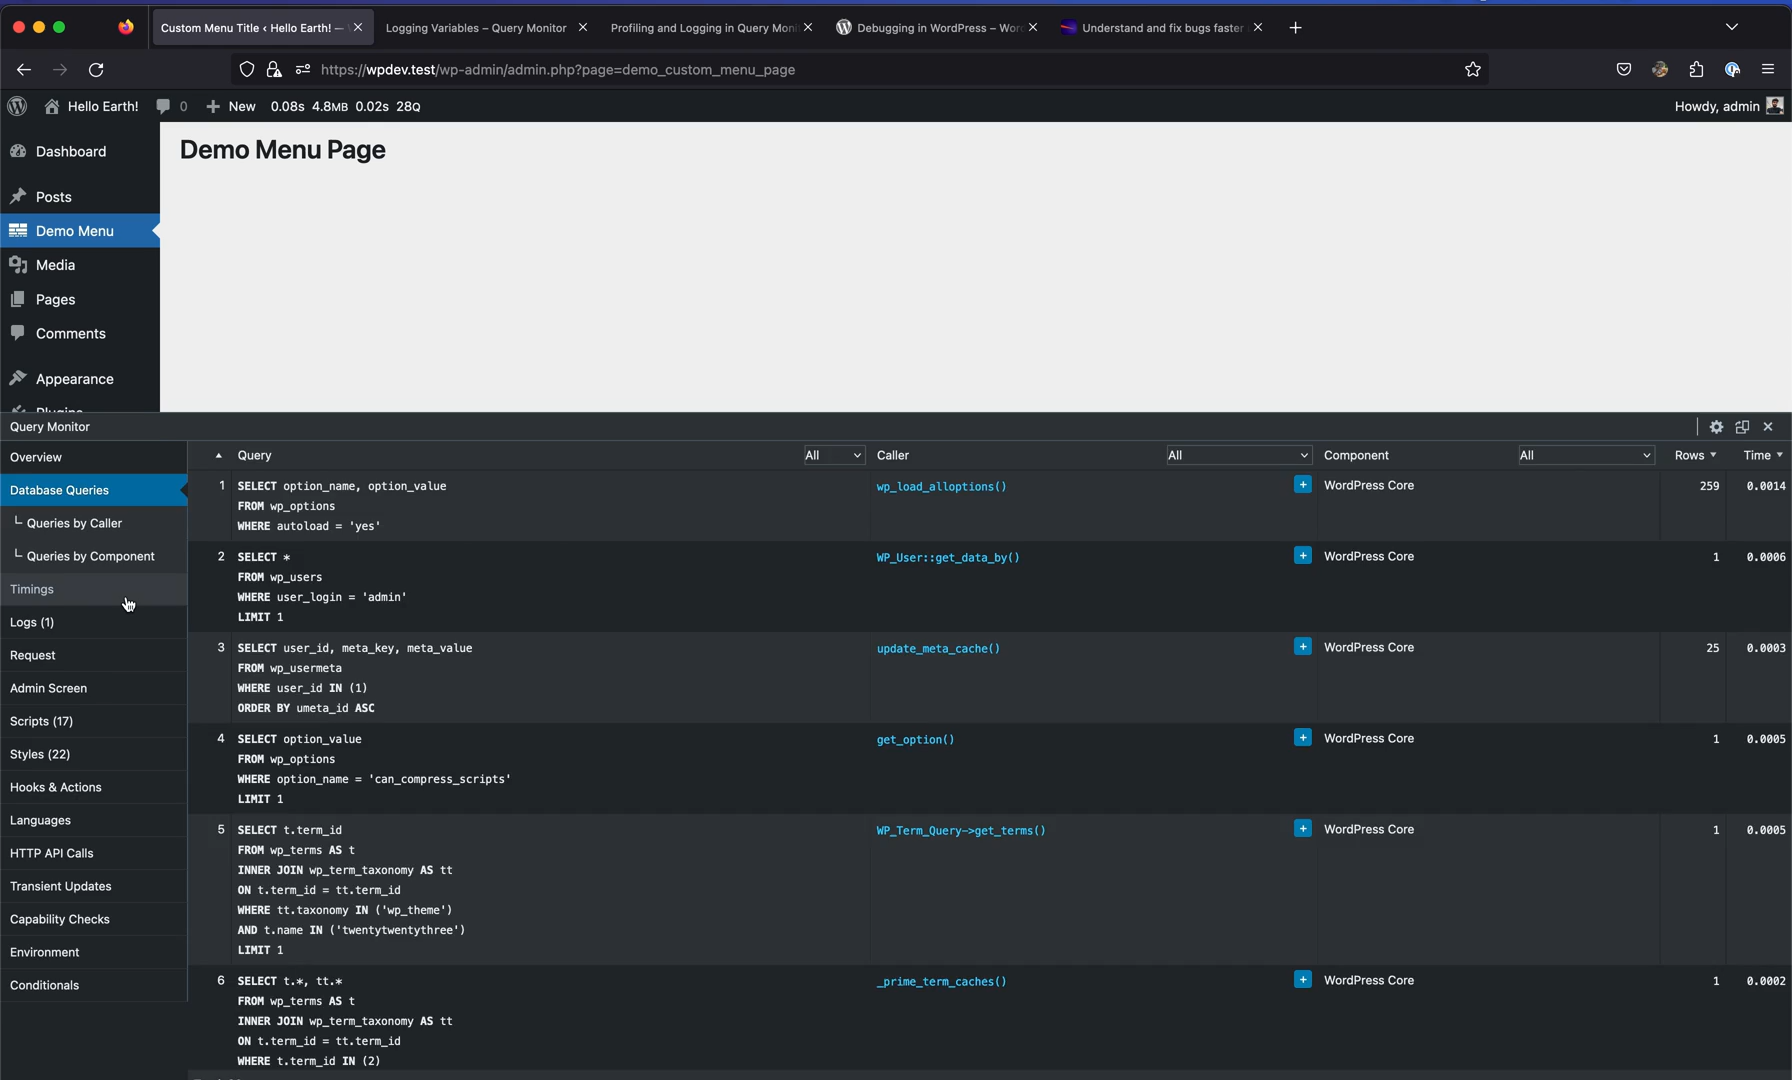 Custom Menu Title ‹ Hello Earth! —
Logging Variables – Query Monitor
Profiling and Logging in Query Moni
Debugging in WordPress – Wor
Understand and fix bugs faster
https://wpdev.test/wp-admin/admin.php?page=demo_custom_menu_page
Hello Earth! 0 New 0.08s 4.8MB 0.02s 28Q
Howdy, admin
Dashboard
Posts
Demo Menu
Media
Pages
Comments
Appearance
Plugins
Demo Menu Page
Query Monitor
Overview
Database Queries
Queries by Caller
Queries by Component
Timings
Logs (1)
Request
Admin Screen
Scripts (17)
Styles (22)
Hooks & Actions
Languages
HTTP API Calls
Transient Updates
Capability Checks
Environment
Conditionals
Query All Caller All Component All Rows Time
1 SELECT option_name, option_value wp_load_alloptions() + WordPress Core 259 0.0014
FROM wp_options
WHERE autoload = 'yes'
2 SELECT * WP_User::get_data_by() + WordPress Core 1 0.0006
FROM wp_users
WHERE user_login = 'admin'
LIMIT 1
3 SELECT user_id, meta_key, meta_value update_meta_cache() + WordPress Core 25 0.0003
FROM wp_usermeta
WHERE user_id IN (1)
ORDER BY umeta_id ASC
4 SELECT option_value get_option() + WordPress Core 1 0.0005
FROM wp_options
WHERE option_name = 'can_compress_scripts'
LIMIT 1
5 SELECT t.term_id WP_Term_Query->get_terms() + WordPress Core 1 0.0005
FROM wp_terms AS t
INNER JOIN wp_term_taxonomy AS tt
ON t.term_id = tt.term_id
WHERE tt.taxonomy IN ('wp_theme')
AND t.name IN ('twentytwentythree')
LIMIT 1
6 SELECT t.*, tt.* _prime_term_caches() + WordPress Core 1 0.0002
FROM wp_terms AS t
INNER JOIN wp_term_taxonomy AS tt
ON t.term_id = tt.term_id
WHERE t.term_id IN (2)